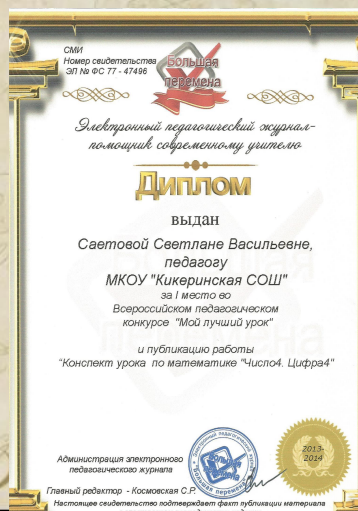 СМИ
Номер свидетельства
ЭЛ № ФС 77 - 47496
Большая
перемена
Электронный педагогический журнал-
помощник современному учителю
Диплом
выдан
Саетовой Светлане Васильевне,
педагогу
МКОУ "Кикеринская СОШ"
за I место во
Всероссийском педагогическом
конкурсе "Мой лучший урок"
и публикацию работы
"Конспект урока по математике "Число4. Цифра4"
Администрация электронного
педагогического журнала
Большая
перемена
2013-
2014
Главный редактор - Космовская С.Р.
Настоящее свидетельство подтверждает факт публикации материала